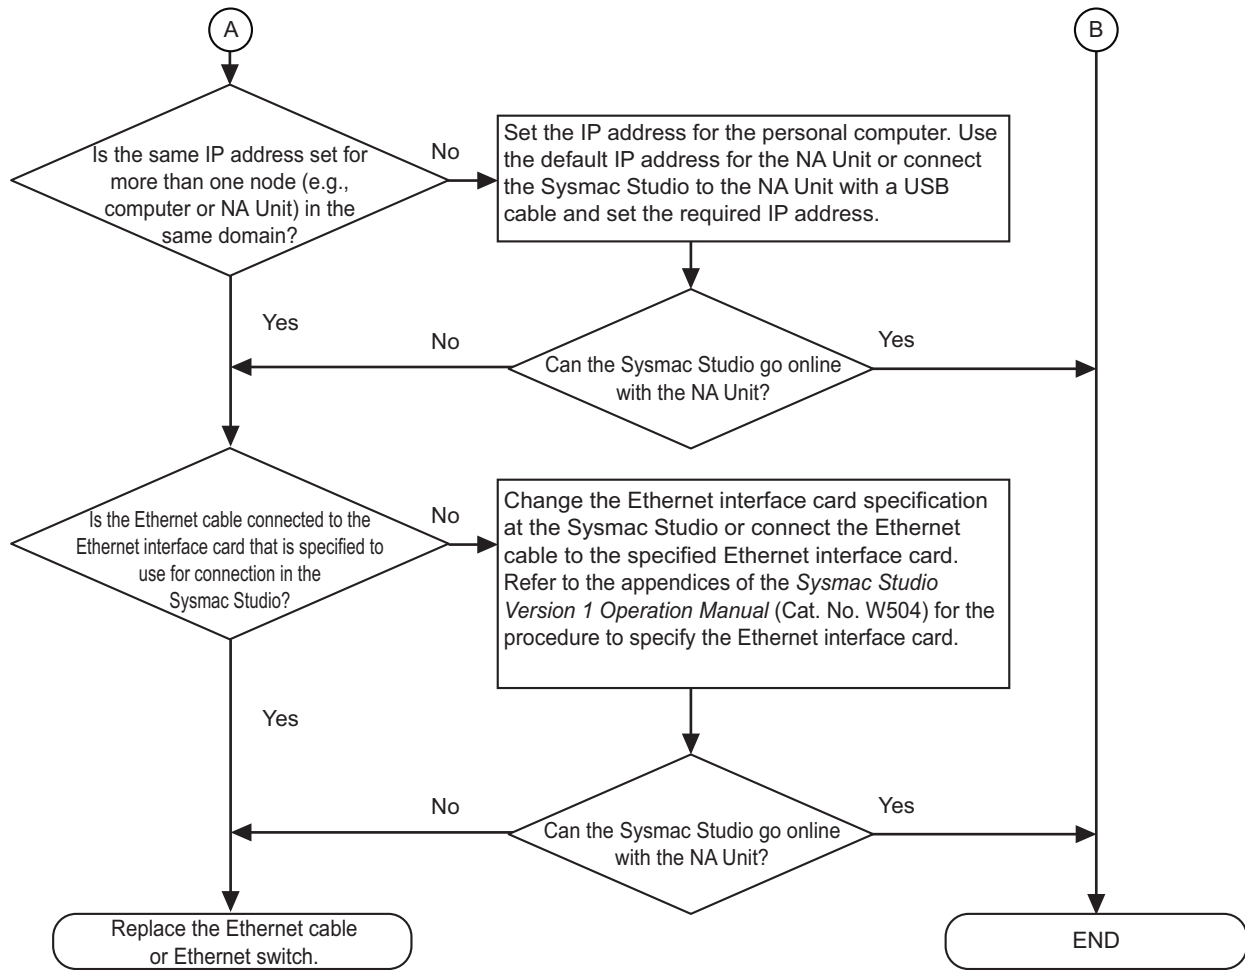 A
B
Is the same IP address set for
more than one node (e.g.,
computer or NA Unit) in the
same domain?
No
Set the IP address for the personal computer. Use
the default IP address for the NA Unit or connect
the Sysmac Studio to the NA Unit with a USB
cable and set the required IP address.
Yes
No
Can the Sysmac Studio go online
with the NA Unit?
Yes
Is the Ethernet cable connected to the
Ethernet interface card that is specified to
use for connection in the
Sysmac Studio?
No
Change the Ethernet interface card specification
at the Sysmac Studio or connect the Ethernet
cable to the specified Ethernet interface card.
Refer to the appendices of the Sysmac Studio
Version 1 Operation Manual (Cat. No. W504) for the
procedure to specify the Ethernet interface card.
Yes
No
Can the Sysmac Studio go online
with the NA Unit?
Yes
Replace the Ethernet cable
or Ethernet switch.
END